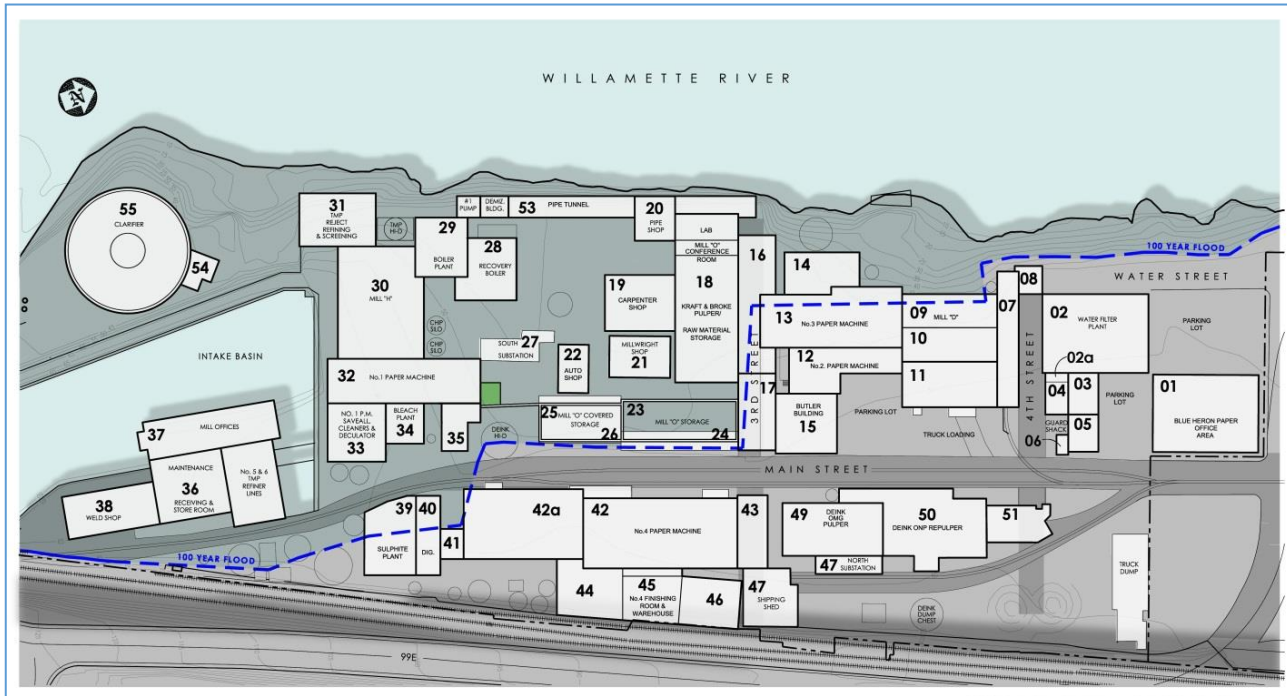 WILLAMETTE RIVER
N
55
CLARIFIER
54
31
TMP
REJECT
REFINING
& SCREENING
TMP
HI-D
29
BOILER
PLANT
#1
PUMP
DEMIZ.
BLDG.
53
PIPE TUNNEL
28
RECOVERY
BOILER
30
MILL "H"
CHP
SLO
CHP
SLO
20
PIPE
SHOP
LAB
MILL "O"
CONFERENCE
ROOM
18
KRAFT & BROKE
PULPER/
RAW MATERIAL
STORAGE
19
CARPENTER
SHOP
MILLWRIGHT
SHOP
21
22
AUTO
SHOP
SOUTH
27
SUBSTATION
16
14
13
No.3 PAPER MACHINE
12
No.2. PAPER MACHINE
09
MILL "D"
10
11
07
08
100 YEAR FLOOD
WATER STREET
02
WATER FILTER
PLANT
PARKING
LOT
02a
04
03
PARKING
LOT
01
BLUE HERON PAPER
OFFICE
AREA
GUARD
SHACK
06
05
4TH STREET
3RD STREET
17
BUTLER
BUILDING
15
PARKING LOT
TRUCK LOADING
INTAKE BASIN
32
No.1 PAPER MACHINE
NO. 1 P.M.
SAVEALL,
CLEANERS &
DECULATOR
33
BLEACH
PLANT
34
35
DEINK
HI-D
25
MILL "O" COVERED
STORAGE
26
23
MILL "O" STORAGE
24
MAIN STREET
37
MILL OFFICES
MAINTENANCE
36
RECEIVING &
STORE ROOM
No. 5 & 6
TMP
REFINER
LINES
38
WELD SHOP
100 YEAR FLOOD
39
SULPHITE
PLANT
40
DIG.
41
42a
42
No.4 PAPER MACHINE
43
49
DEINK
OMG
PULPER
50
DEINK ONP REPULPER
51
47
NORTH
SUBSTATION
44
45
No.4 FINISHING
ROOM &
WAREHOUSE
46
47
SHIPPING
SHED
DEINK
DUMP
CHEST
TRUCK
DUMP
99E